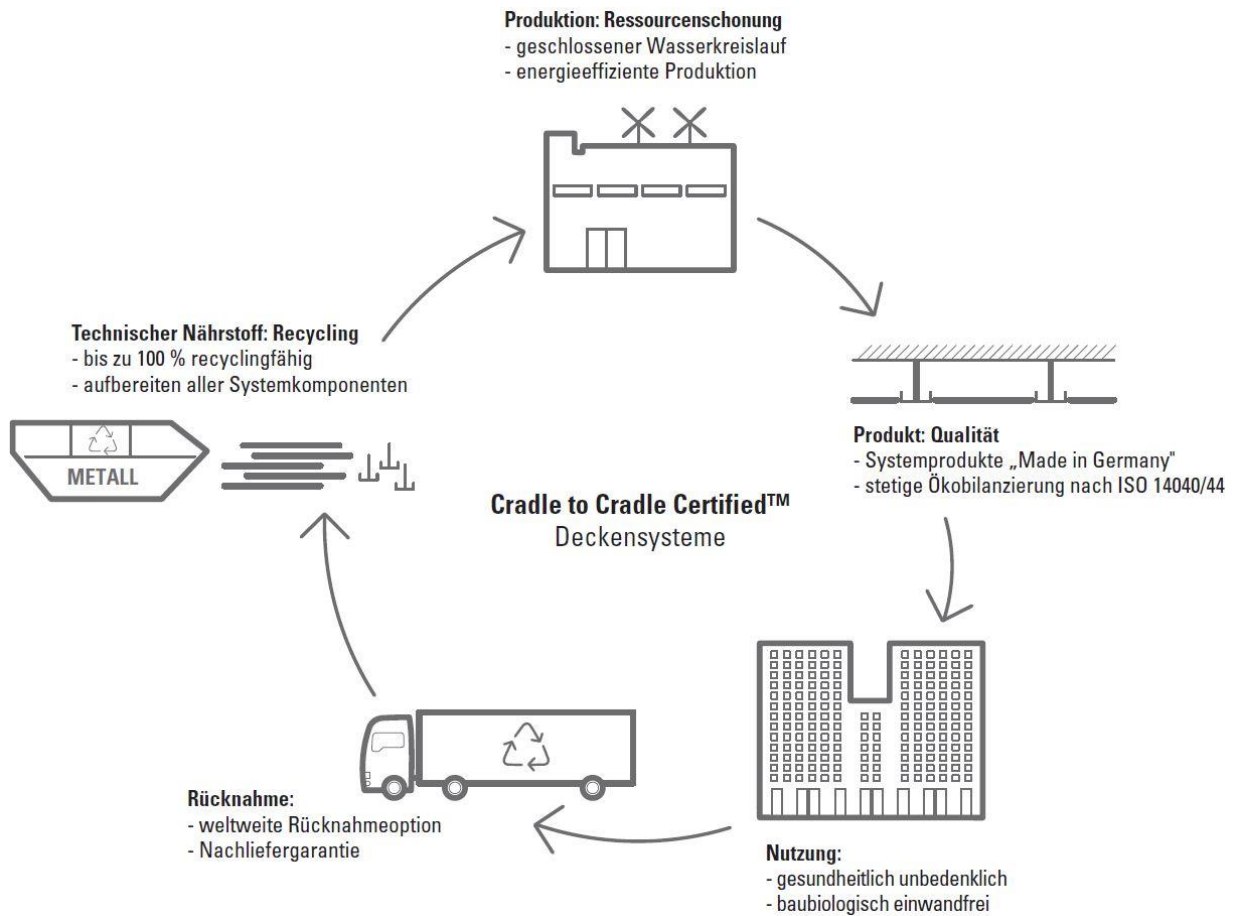 Produktion: Ressourcenschonung
- geschlossener Wasserkreislauf
- energieeffiziente Produktion
Technischer Nährstoff: Recycling
- bis zu 100 % recyclingfähig
- aufbereiten aller Systemkomponenten
METALL
Produkt: Qualität
- Systemprodukte „Made in Germany"
- stetige Ökobilanzierung nach ISO 14040/44
Cradle to Cradle Certified™
Deckensysteme
Rücknahme:
- weltweite Rücknahmeoption
- Nachliefergarantie
Nutzung:
- gesundheitlich unbedenklich
- baubiologisch einwandfrei